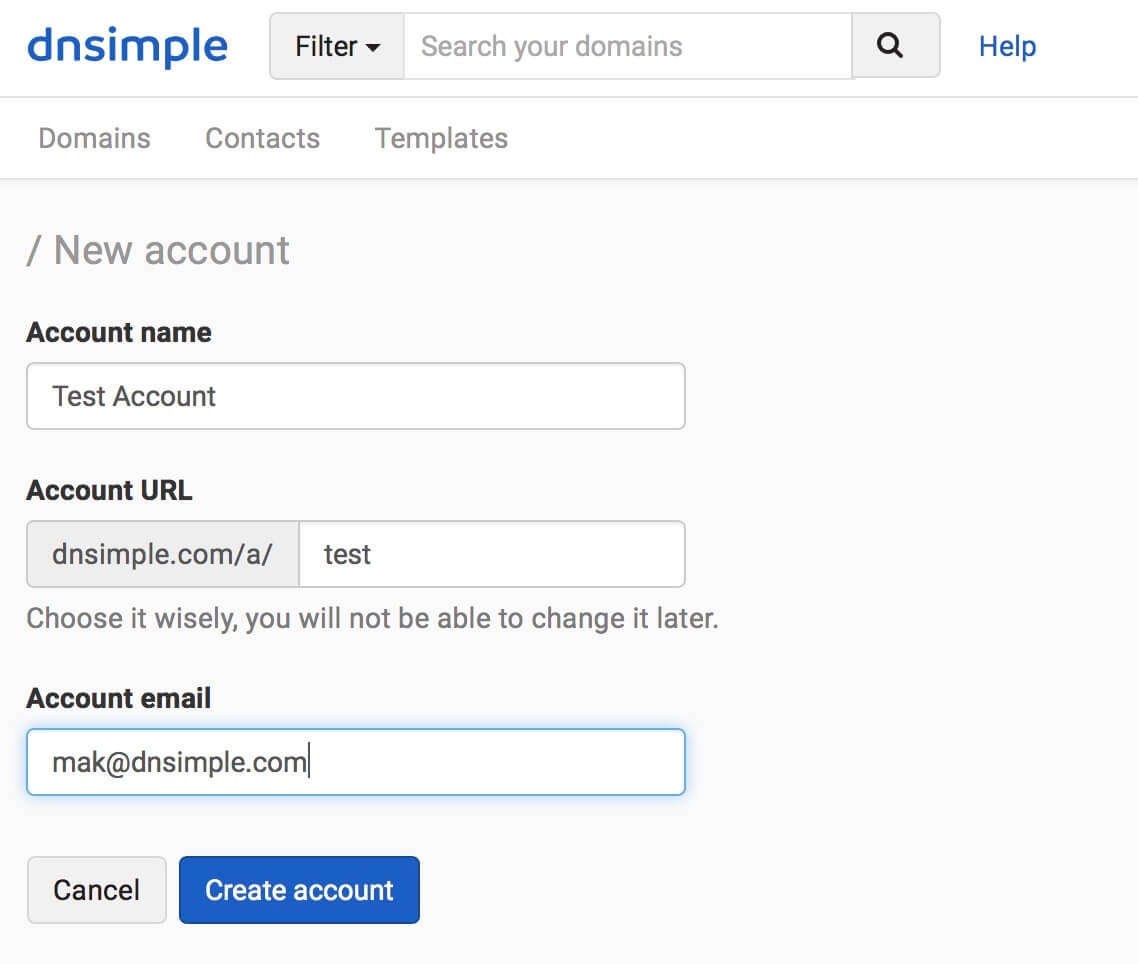 dnsimple
Filter
Search your domains
Help
Domains
Contacts
Templates
/ New account
Account name
Test Account
Account URL
dnsimple.com/a/
test
Choose it wisely, you will not be able to change it later.
Account email
mak@dnsimple.com
Cancel
Create account